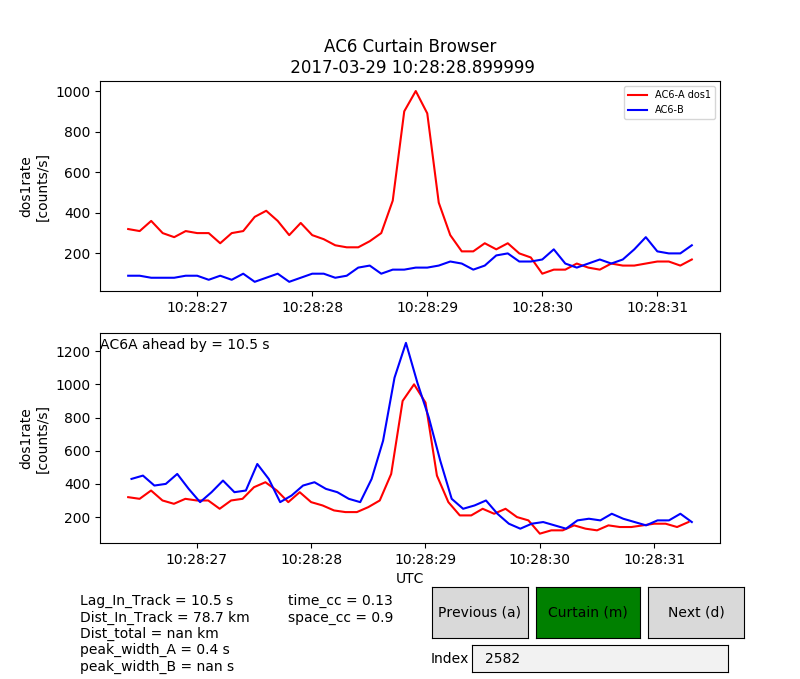 AC6 Curtain Browser
2017-03-29 10:28:28.899999
dos1rate
[counts/s]
1000
800
600
400
200
AC6-A dos1
AC6-B
10:28:27 10:28:28 10:28:29 10:28:30 10:28:31
dos1rate
[counts/s]
AC6A ahead by = 10.5 s
1200
1000
800
600
400
200
10:28:27 10:28:28 10:28:29 10:28:30 10:28:31
UTC
Lag_In_Track = 10.5 s
Dist_In_Track = 78.7 km
Dist_total = nan km
peak_width_A = 0.4 s
peak_width_B = nan s
time_cc = 0.13
space_cc = 0.9
Previous (a) Curtain (m) Next (d)
Index 2582